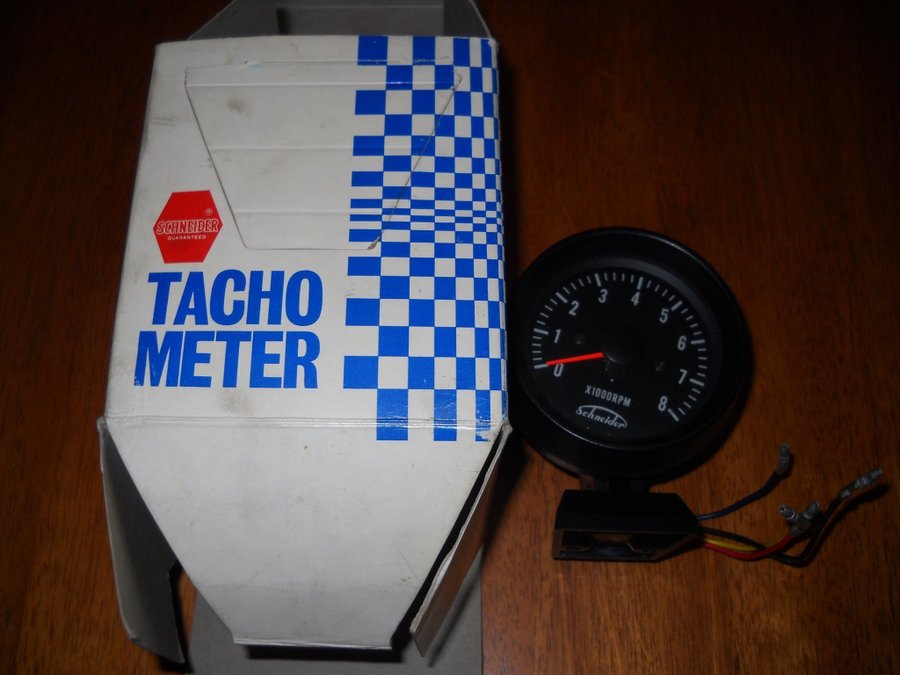 SCHNEIDER ®
GUARANTEED
TACHO
METER
0
1
2
3
4
5
6
7
8
X1000RPM
Schneider